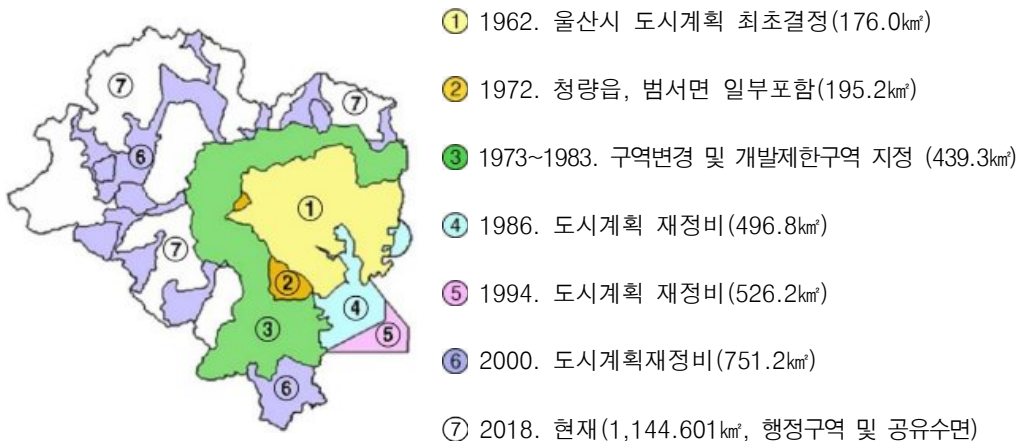 ① 1962. 울산시 도시계획 최초결정(176.0㎢)
② 1972. 청량읍, 범서면 일부포함(195.2㎢)
③ 1973~1983. 구역변경 및 개발제한구역 지정 (439.3㎢)
④ 1986. 도시계획 재정비(496.8㎢)
⑤ 1994. 도시계획 재정비(526.2㎢)
⑥ 2000. 도시계획재정비(751.2㎢)
⑦ 2018. 현재(1,144.601㎢, 행정구역 및 공유수면)
⑦
⑦
⑥
①
⑦
②
④
③
⑤
⑥